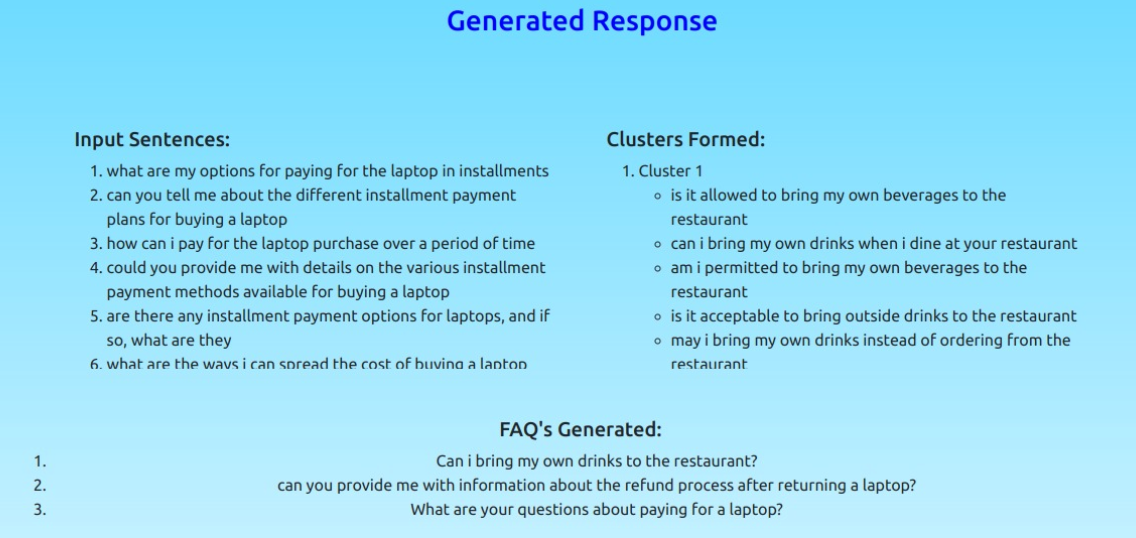 Generated Response
Input Sentences:
1. what are my options for paying for the laptop in installments
2. can you tell me about the different installment payment
plans for buying a laptop
3. how can i pay for the laptop purchase over a period of time
4. could you provide me with details on the various installment
payment methods available for buying a laptop
5. are there any installment payment options for laptops, and if
so, what are they
6. what are the ways i can spread the cost of buying a laptop
Clusters Formed:
1. Cluster 1
is it allowed to bring my own beverages to the
restaurant
can i bring my own drinks when i dine at your restaurant
am i permitted to bring my own beverages to the
restaurant
is it acceptable to bring outside drinks to the restaurant
may i bring my own drinks instead of ordering from the
restaurant
FAQ's Generated:
1. Can i bring my own drinks to the restaurant?
2. can you provide me with information about the refund process after returning a laptop?
3. What are your questions about paying for a laptop?